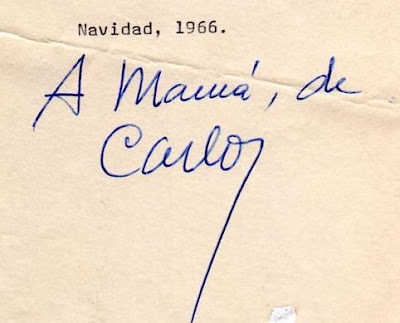 Navidad, 1966.
A Mamá, de
Carlos